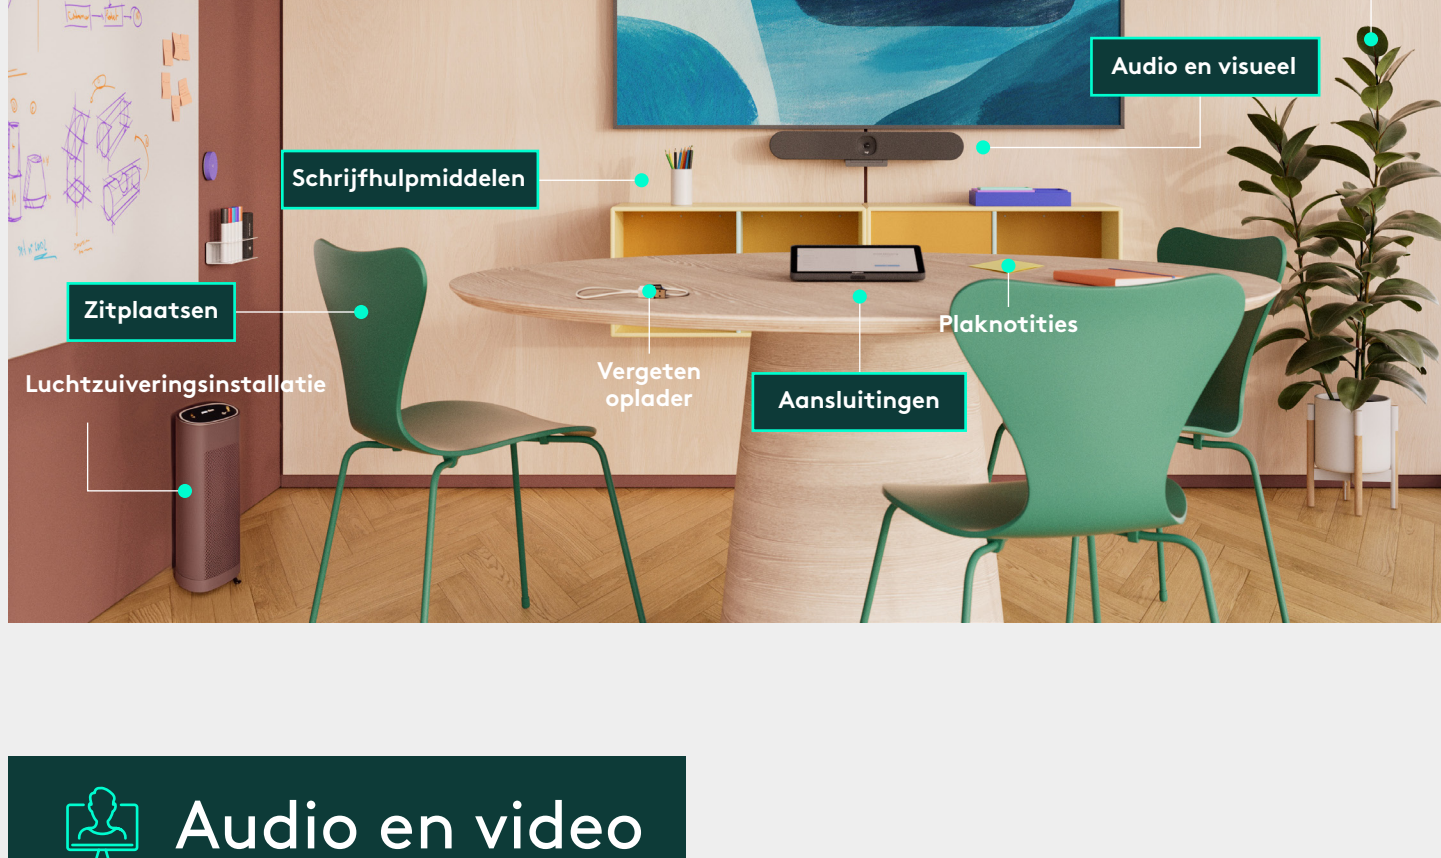 Audio en visueel
Schrijfhulpmiddelen
Zitplaatsen
Plaknotities
Luchtzuiveringsinstallatie
Vergeten
oplader
Aansluitingen
Audio en video